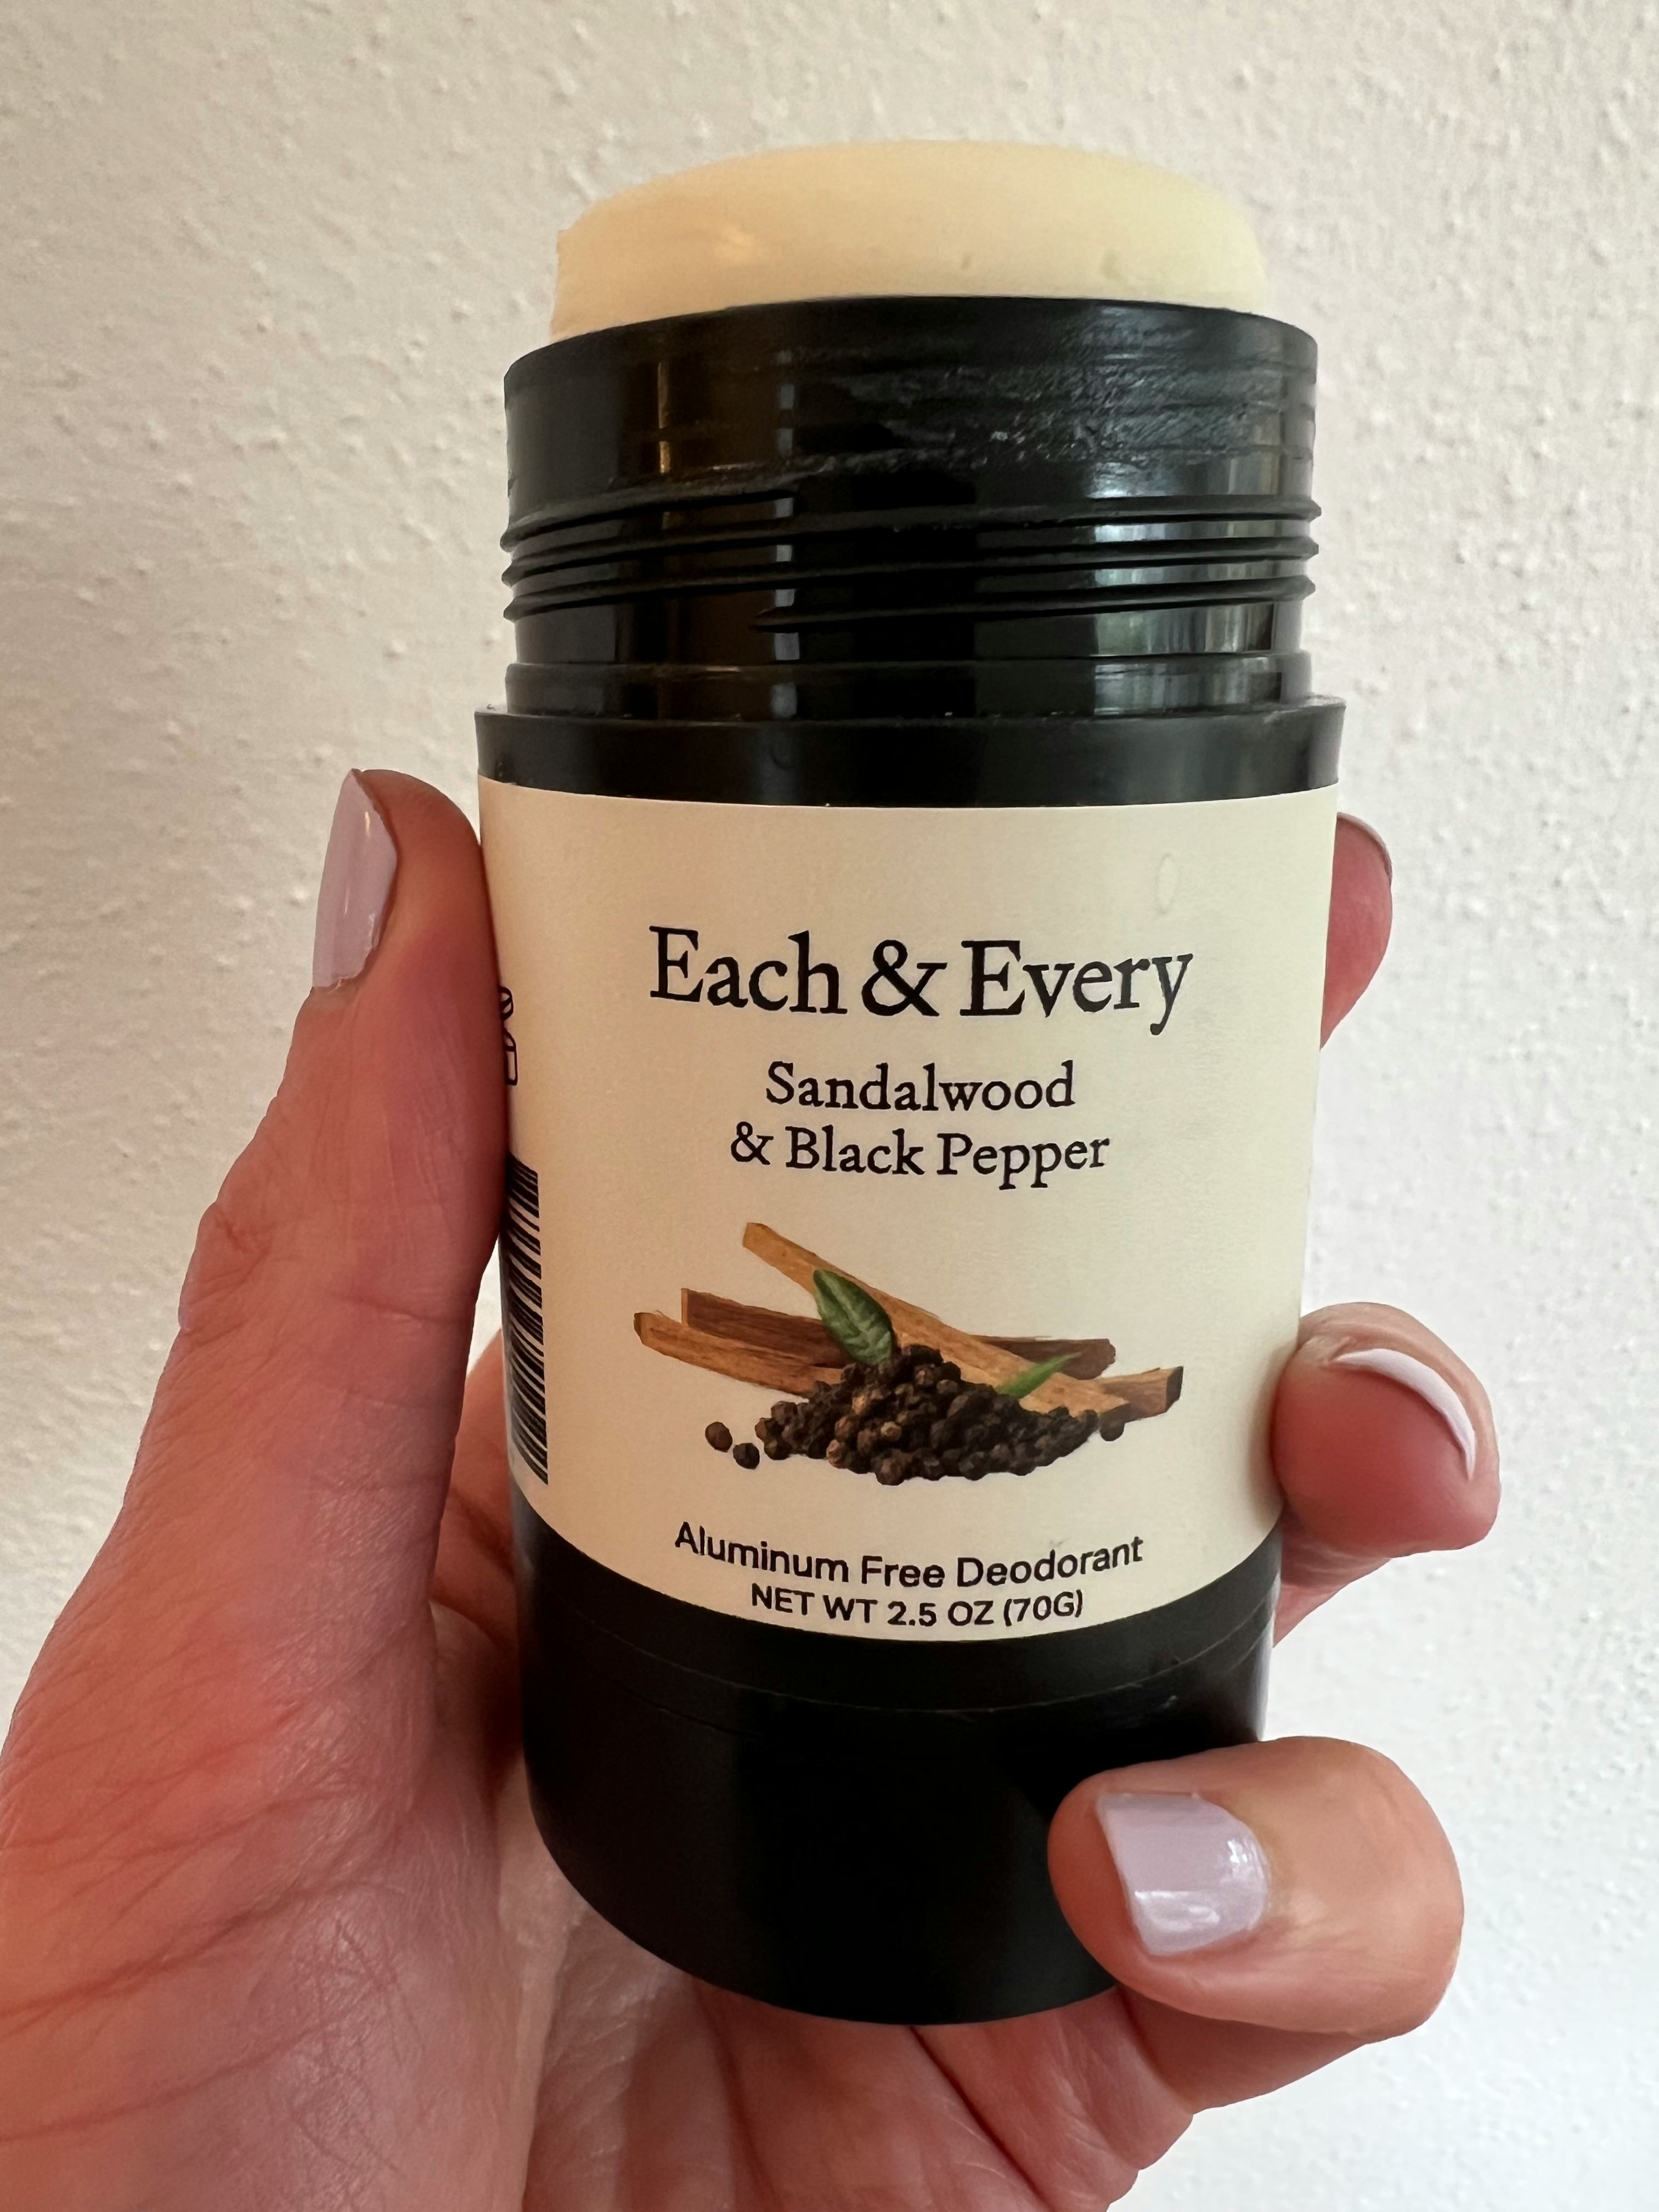 Each & Every
Sandalwood
& Black Pepper
Aluminum Free Deodorant
NET WT 2.5 OZ (70G)